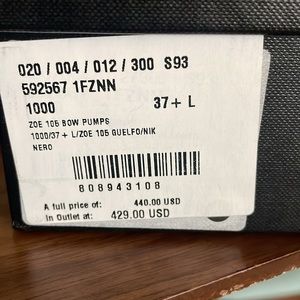 020 / 004 / 012 / 300 S93
592567 1FZNN
1000 37+ L
ZOE 105 BOW PUMPS
1000/37 + L/ZOE 105 GUELFO/NIK
NERO
808943108
A full price of: 440.00 USD
In Outlet at: 429.00 USD